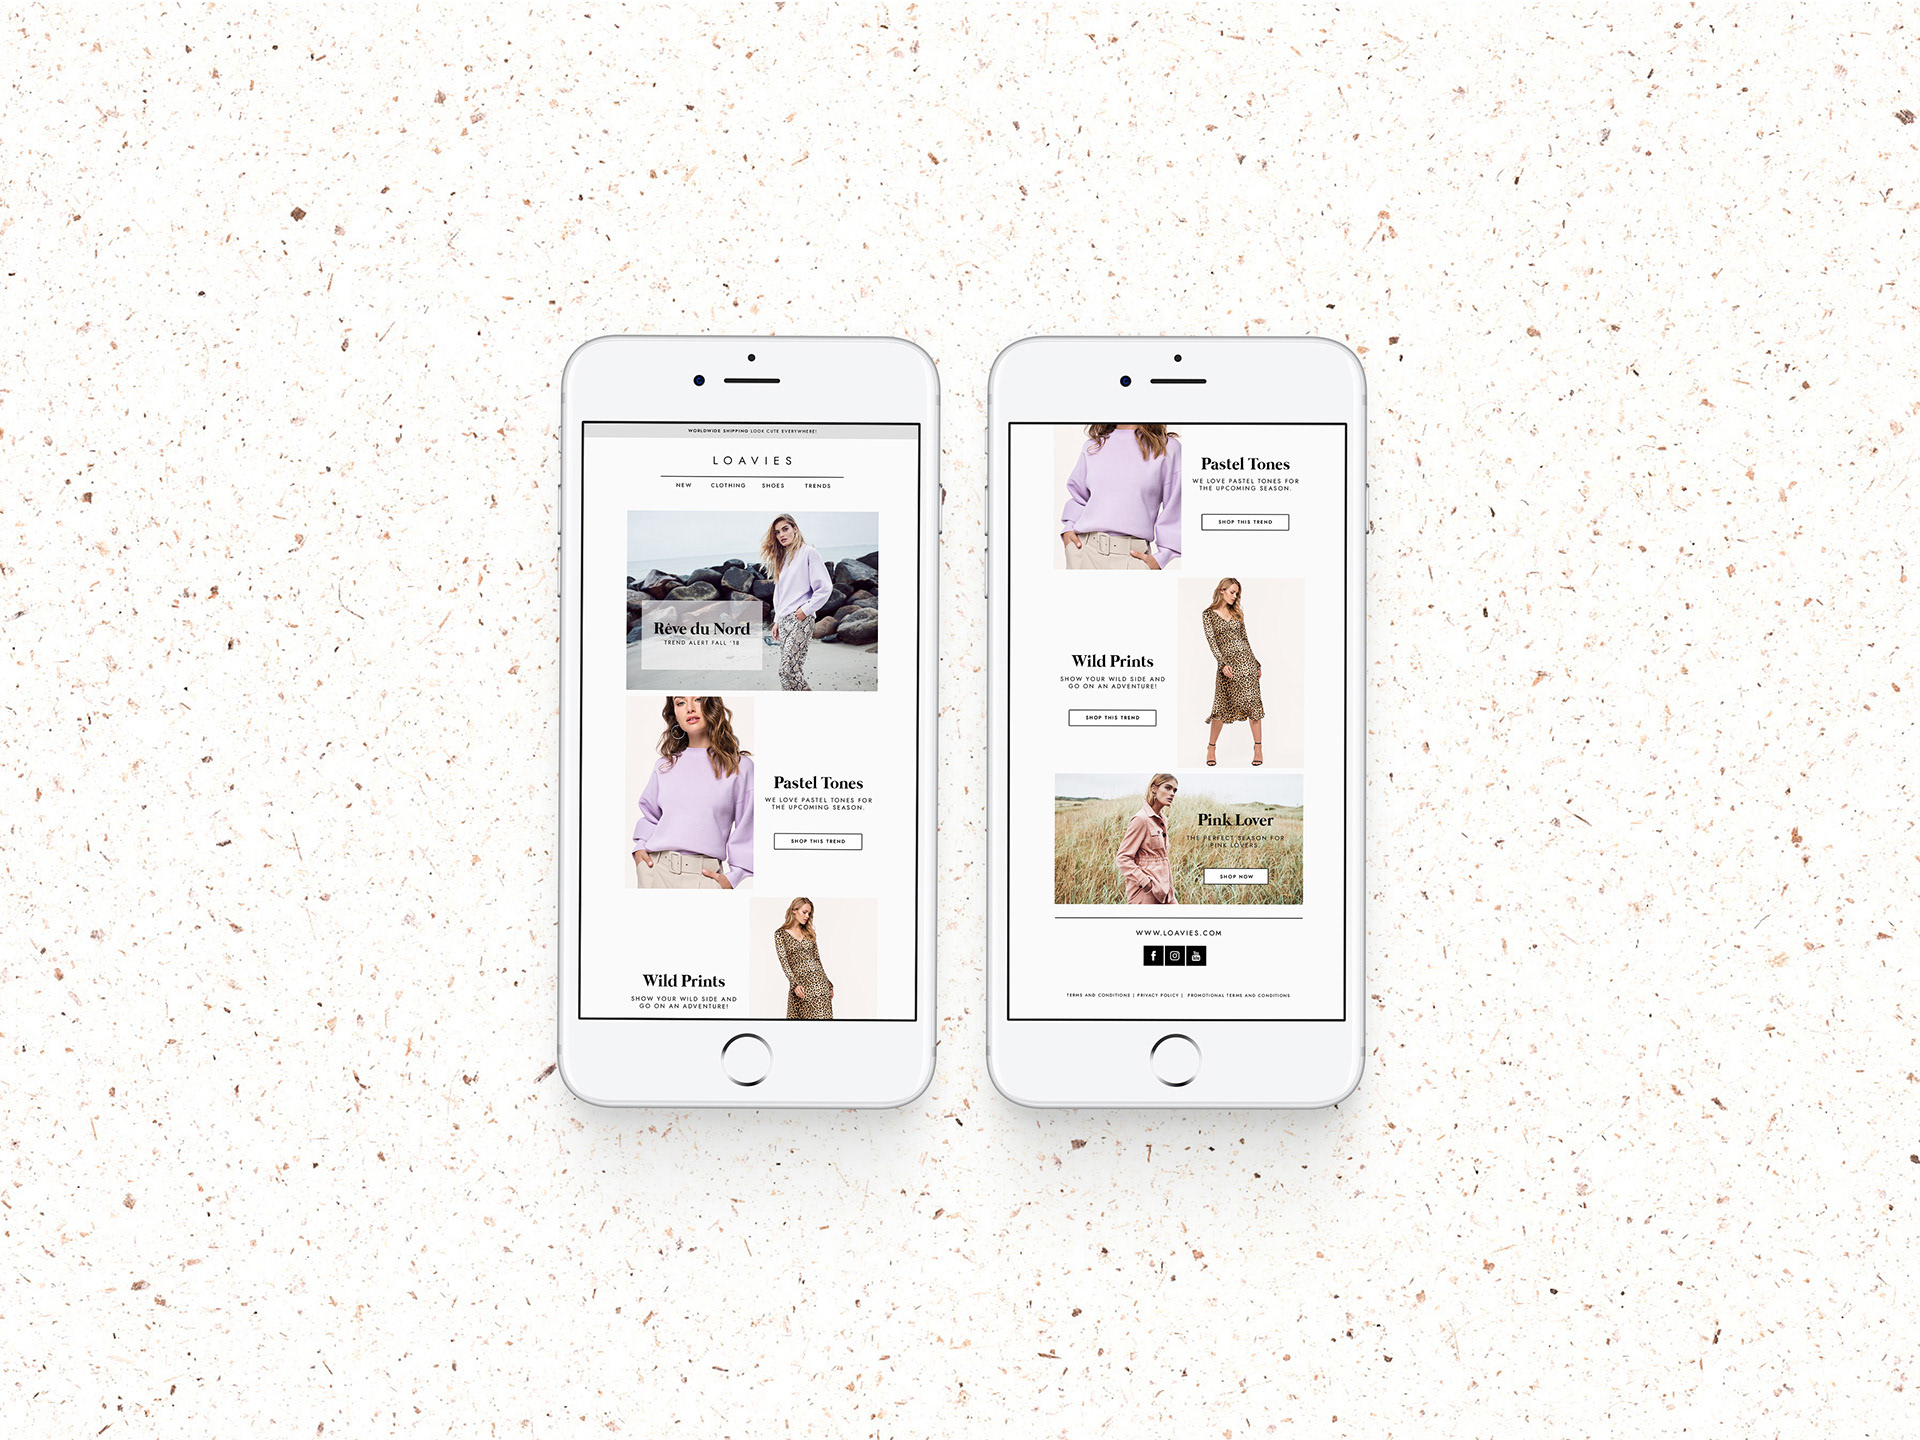 WORLDWIDE SHIPPING LOOK CUTE EVERYWHERE!
LOAVIES
NEW CLOTHING SHOES TRENDS
Rêve du Nord
TREND ALERT FALL '18
Pastel Tones
WE LOVE PASTEL TONES FOR
THE UPCOMING SEASON.
SHOP THIS TREND
Wild Prints
SHOW YOUR WILD SIDE AND
GO ON AN ADVENTURE!
Pastel Tones
WE LOVE PASTEL TONES FOR
THE UPCOMING SEASON.
SHOP THIS TREND
Wild Prints
SHOW YOUR WILD SIDE AND
GO ON AN ADVENTURE!
SHOP THIS TREND
Pink Lover
THE PERFECT SEASON FOR
PINK LOVERS.
SHOP NOW
WWW.LOAVIES.COM
TERMS AND CONDITIONS | PRIVACY POLICY | PROMOTIONAL TERMS AND CONDITIONS